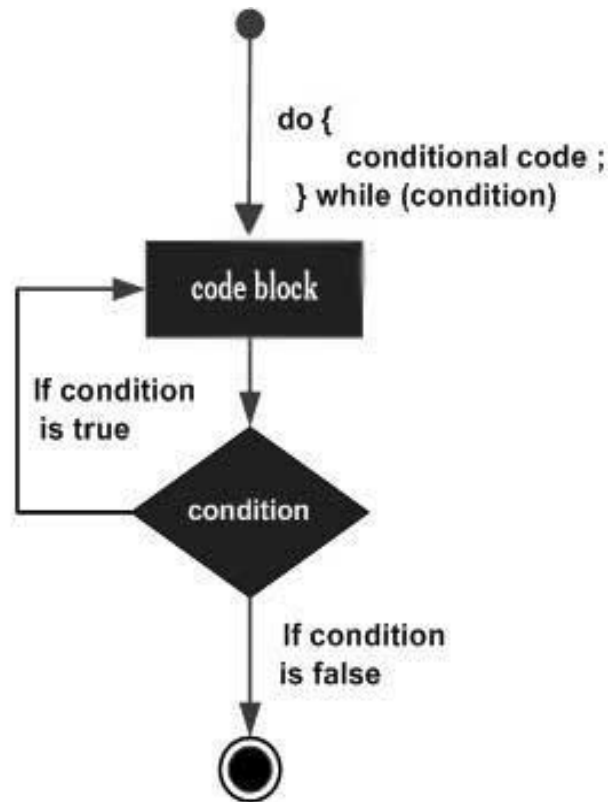 do {
conditional code ;
} while (condition)
code block
If condition
is true
condition
If condition
is false